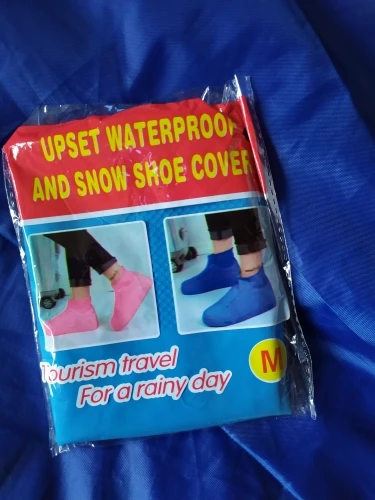 UPSET WATERPROOF
AND SNOW SHOE COVER
Tourism travel
For a rainy day
M